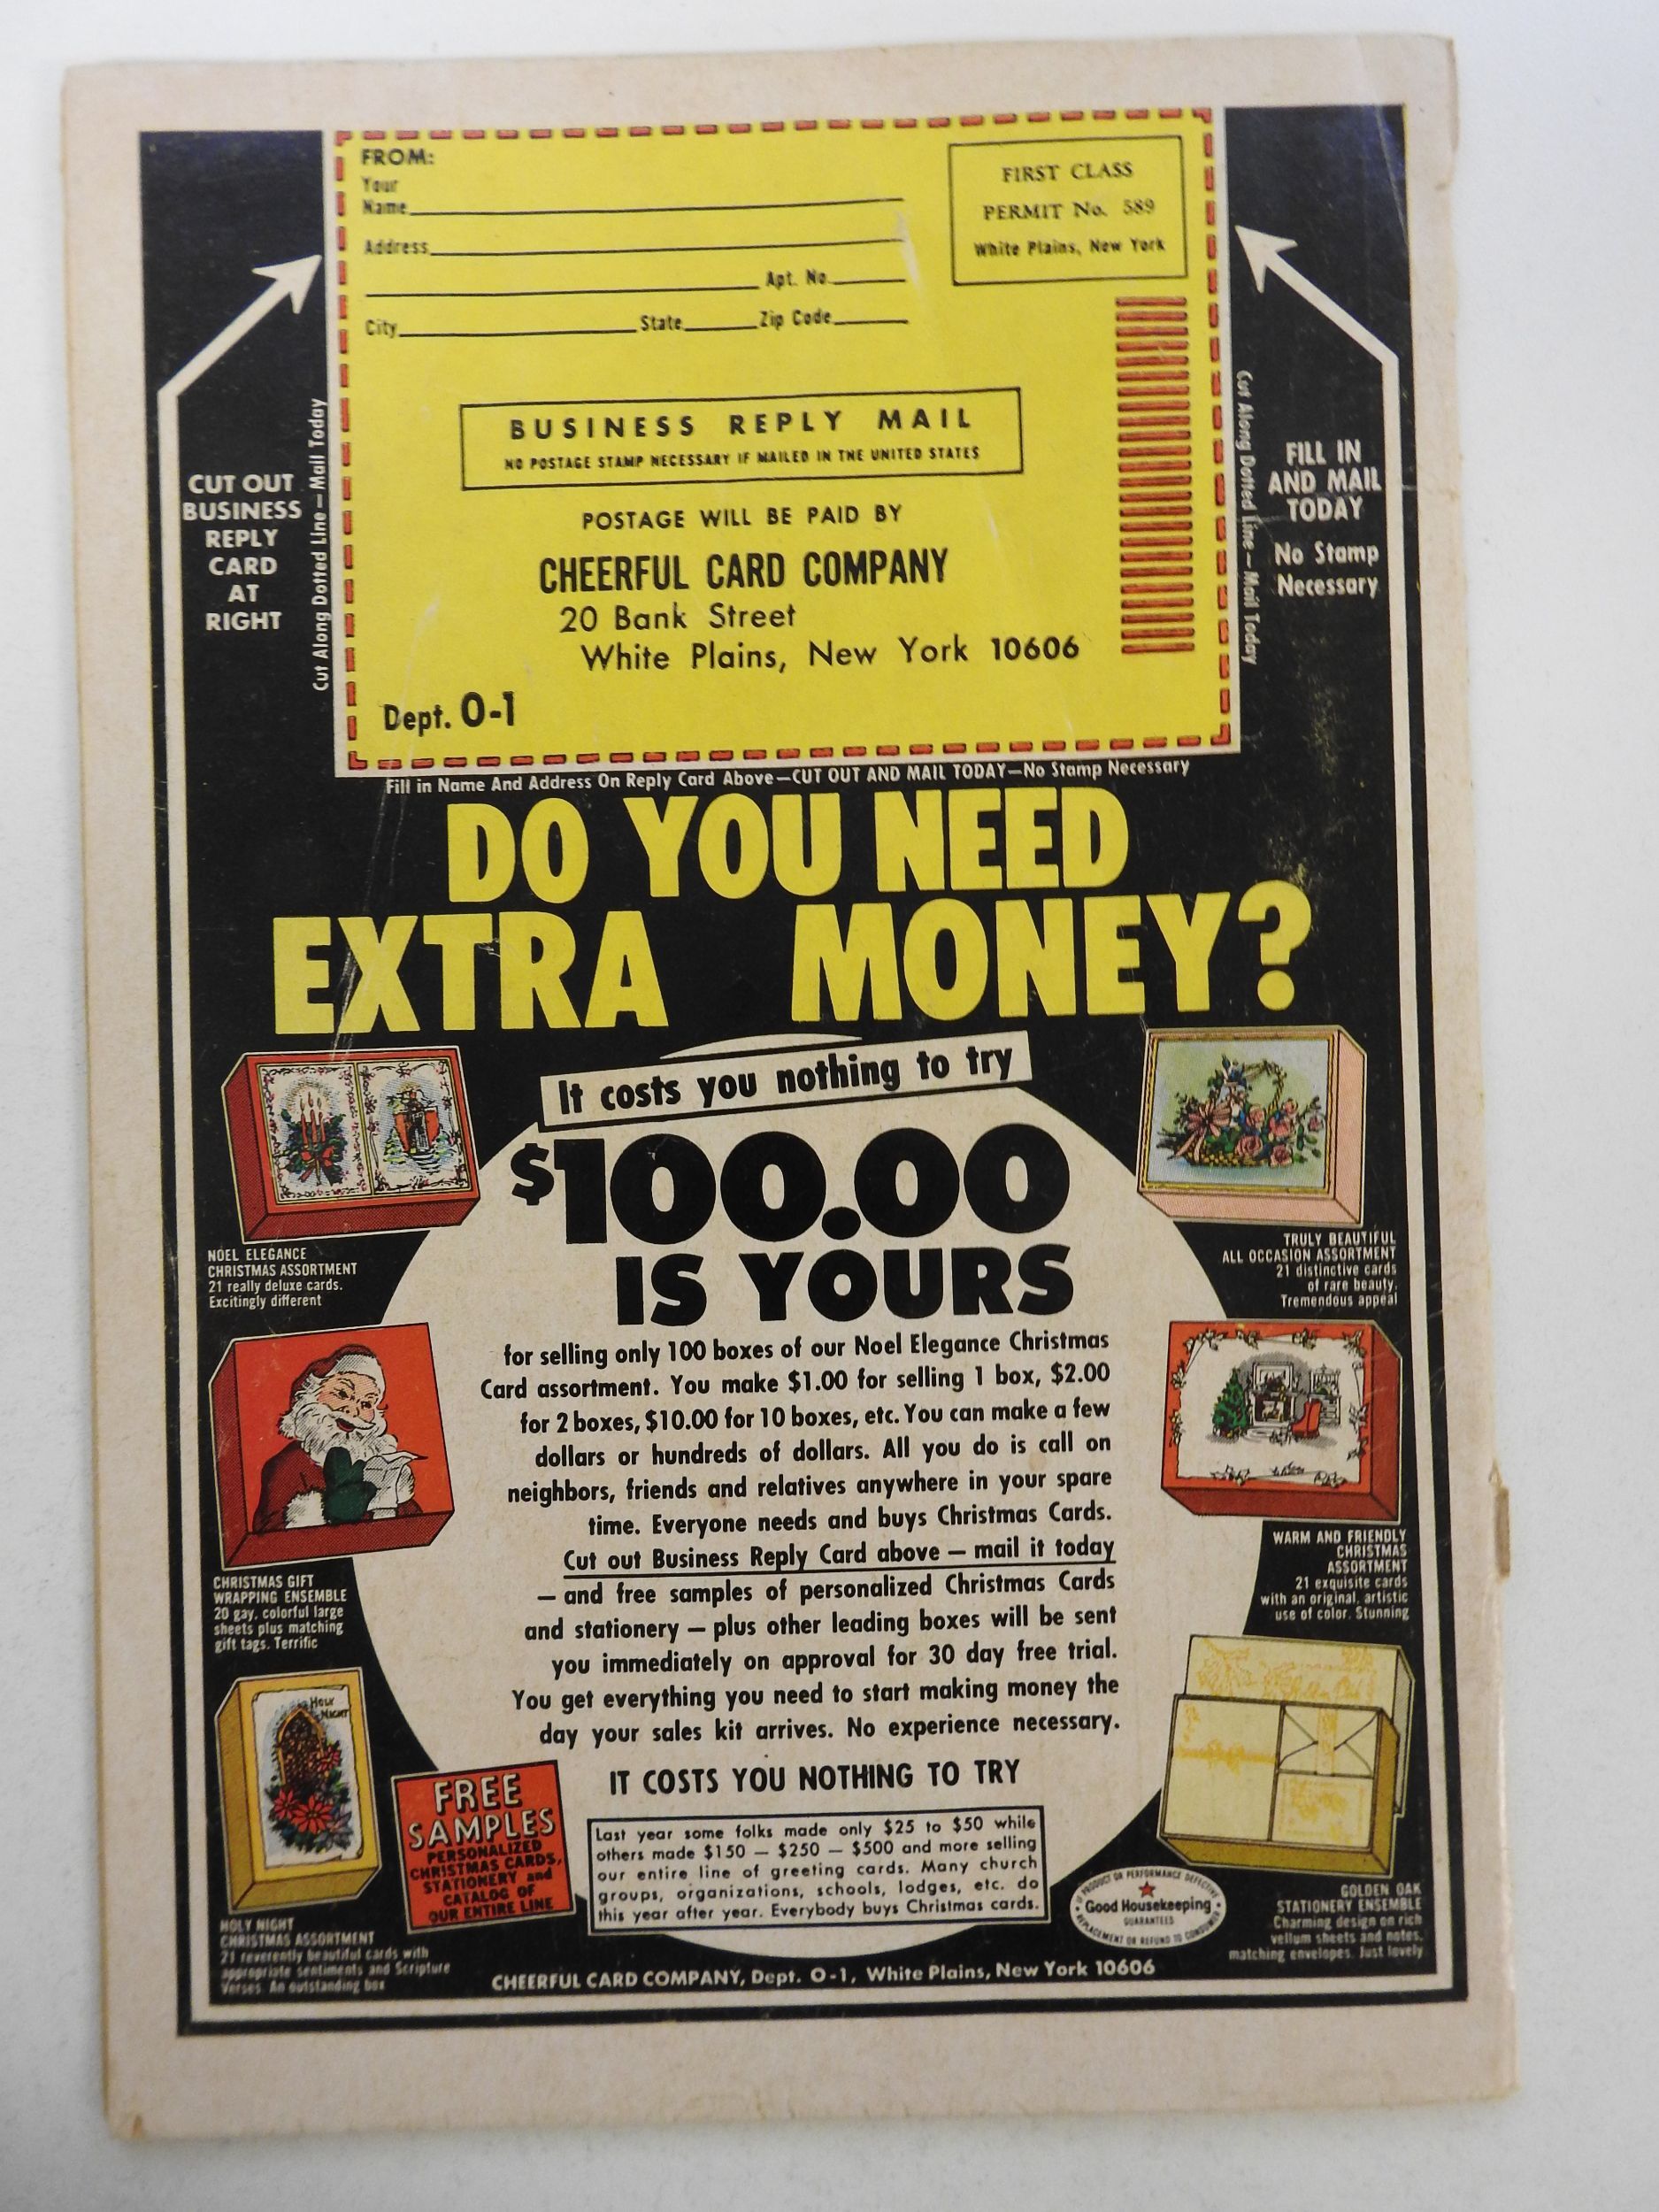 FROM:
Your
Name
Address
Apt. No.
City State Zip Code
FIRST CLASS
PERMIT No. 589
White Plains, New York
BUSINESS REPLY MAIL
NO POSTAGE STAMP NECESSARY IF MAILED IN THE UNITED STATES
POSTAGE WILL BE PAID BY
CHEERFUL CARD COMPANY
20 Bank Street
White Plains, New York 10606
Dept. O-1
CUT OUT
BUSINESS
REPLY
CARD
AT
RIGHT
Cut Along Dotted Line—Mail Today
Cut Along Dotted Line—Mail Today
FILL IN
AND MAIL
TODAY
No Stamp
Necessary
Fill in Name And Address On Reply Card Above—CUT OUT AND MAIL TODAY—No Stamp Necessary
DO YOU NEED
EXTRA MONEY?
It costs you nothing to try
$100.00
IS YOURS
for selling only 100 boxes of our Noel Elegance Christmas
Card assortment. You make $1.00 for selling 1 box, $2.00
for 2 boxes, $10.00 for 10 boxes, etc. You can make a few
dollars or hundreds of dollars. All you do is call on
neighbors, friends and relatives anywhere in your spare
time. Everyone needs and buys Christmas Cards.
Cut out Business Reply Card above — mail it today
— and free samples of personalized Christmas Cards
and stationery — plus other leading boxes will be sent
you immediately on approval for 30 day free trial.
You get everything you need to start making money the
day your sales kit arrives. No experience necessary.
IT COSTS YOU NOTHING TO TRY
Last year some folks made only $25 to $50 while
others made $150 — $250 — $500 and more selling
our entire line of greeting cards. Many church
groups, organizations, schools, lodges, etc. do
this year after year. Everybody buys Christmas cards.
NOEL ELEGANCE
CHRISTMAS ASSORTMENT
21 really deluxe cards.
Excitingly different
CHRISTMAS GIFT
WRAPPING ENSEMBLE
20 gay, colorful large
sheets plus matching
gift tags. Terrific
HOLY
NIGHT
HOLY NIGHT
CHRISTMAS ASSORTMENT
21 reverently beautiful cards with
appropriate sentiments and Scripture
Verses. An outstanding box
FREE
SAMPLES
PERSONALIZED
CHRISTMAS CARDS,
STATIONERY and
CATALOG OF
OUR ENTIRE LINE
TRULY BEAUTIFUL
ALL OCCASION ASSORTMENT
21 distinctive cards
of rare beauty.
Tremendous appeal
WARM AND FRIENDLY
CHRISTMAS
ASSORTMENT
21 exquisite cards
with an original, artistic
use of color. Stunning
GOLDEN OAK
STATIONERY ENSEMBLE
Charming design on rich
vellum sheets and notes,
matching envelopes. Just lovely
IF PRODUCT OR PERFORMANCE DEFECTIVE
Good Housekeeping
GUARANTEES
REPLACEMENT OR REFUND TO CONSUMER
CHEERFUL CARD COMPANY, Dept. O-1, White Plains, New York 10606